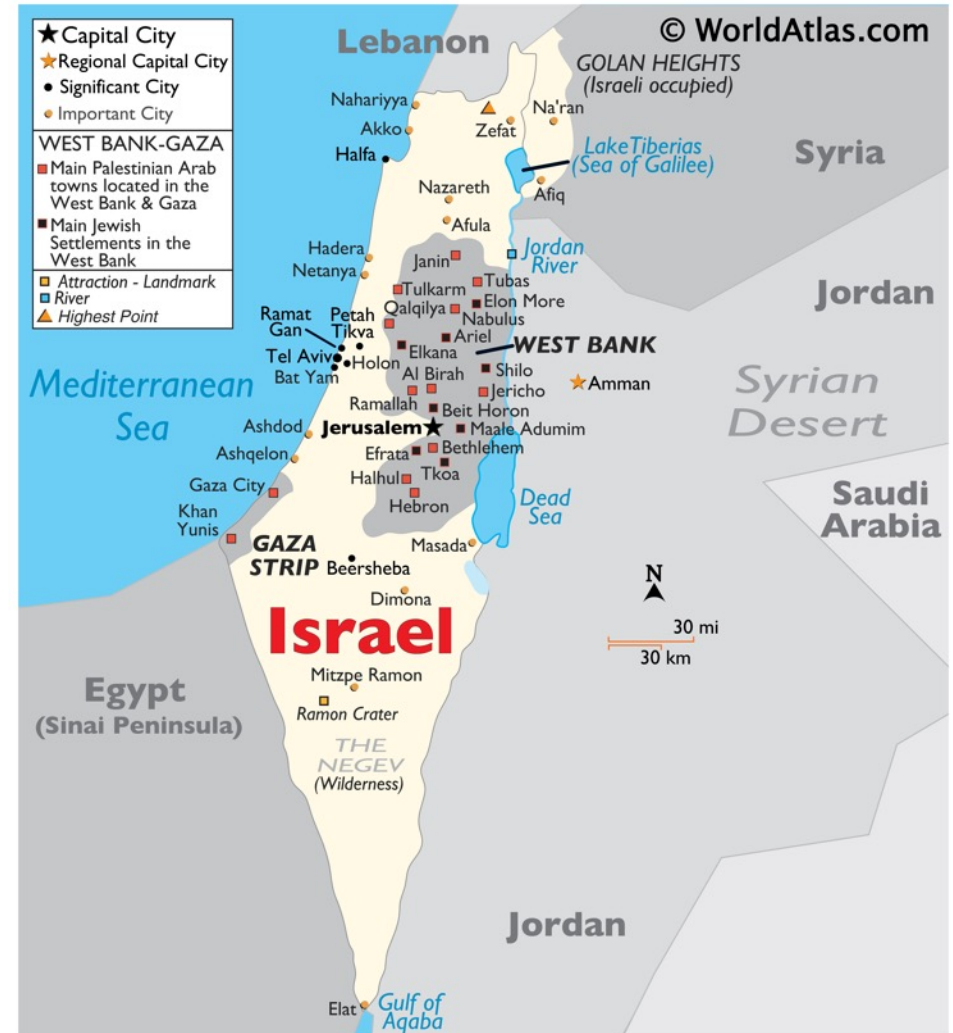 Capital City
Regional Capital City
Significant City
Important City
WEST BANK-GAZA
Main Palestinian Arab
towns located in the
West Bank & Gaza
Main Jewish
Settlements in the
West Bank
Attraction - Landmark
River
Highest Point
© WorldAtlas.com
Lebanon
GOLAN HEIGHTS
(Israeli occupied)
Nahariyya
Na'ran
Akko
Zefat
Halfa
Lake Tiberias
(Sea of Galilee)
Syria
Nazareth
Afiq
Afula
Hadera
Jordan
River
Janin
Netanya
Tubas
Tulkarm
Jordan
Elon More
Qalqilya
Nabulus
Ramat
Gan
Petah
Tikva
Ariel
WEST BANK
Elkana
Tel Aviv
Holon
Shilo
Bat Yam
Al Birah
Amman
Mediterranean
Sea
Syrian
Desert
Jericho
Ramallah
Beit Horon
Ashdod
Jerusalem
Maale Adumim
Ashqelon
Efrata
Bethlehem
Tkoa
Gaza City
Halhul
Saudi
Arabia
Hebron
Dead
Sea
Khan
Yunis
GAZA
STRIP
Masada
Beersheba
N
Dimona
Israel
30 mi
30 km
Mitzpe Ramon
Egypt
(Sinai Peninsula)
Ramon Crater
THE
NEGEV
(Wilderness)
Jordan
Elat
Gulf of
Aqaba